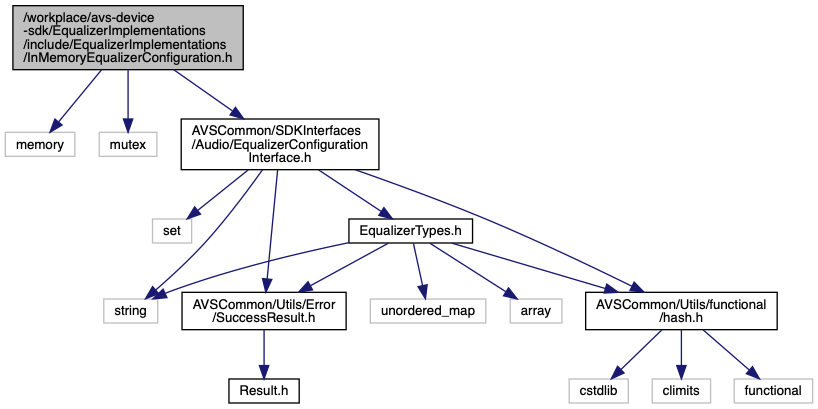 /workplace/avs-device
-sdk/EqualizerImplementations
/include/EqualizerImplementations
/InMemoryEqualizerConfiguration.h
memory
mutex
AVSCommon/SDKInterfaces
/Audio/EqualizerConfiguration
Interface.h
set
EqualizerTypes.h
string
AVSCommon/Utils/Error
/SuccessResult.h
unordered_map
array
AVSCommon/Utils/functional
/hash.h
Result.h
cstdlib
climits
functional